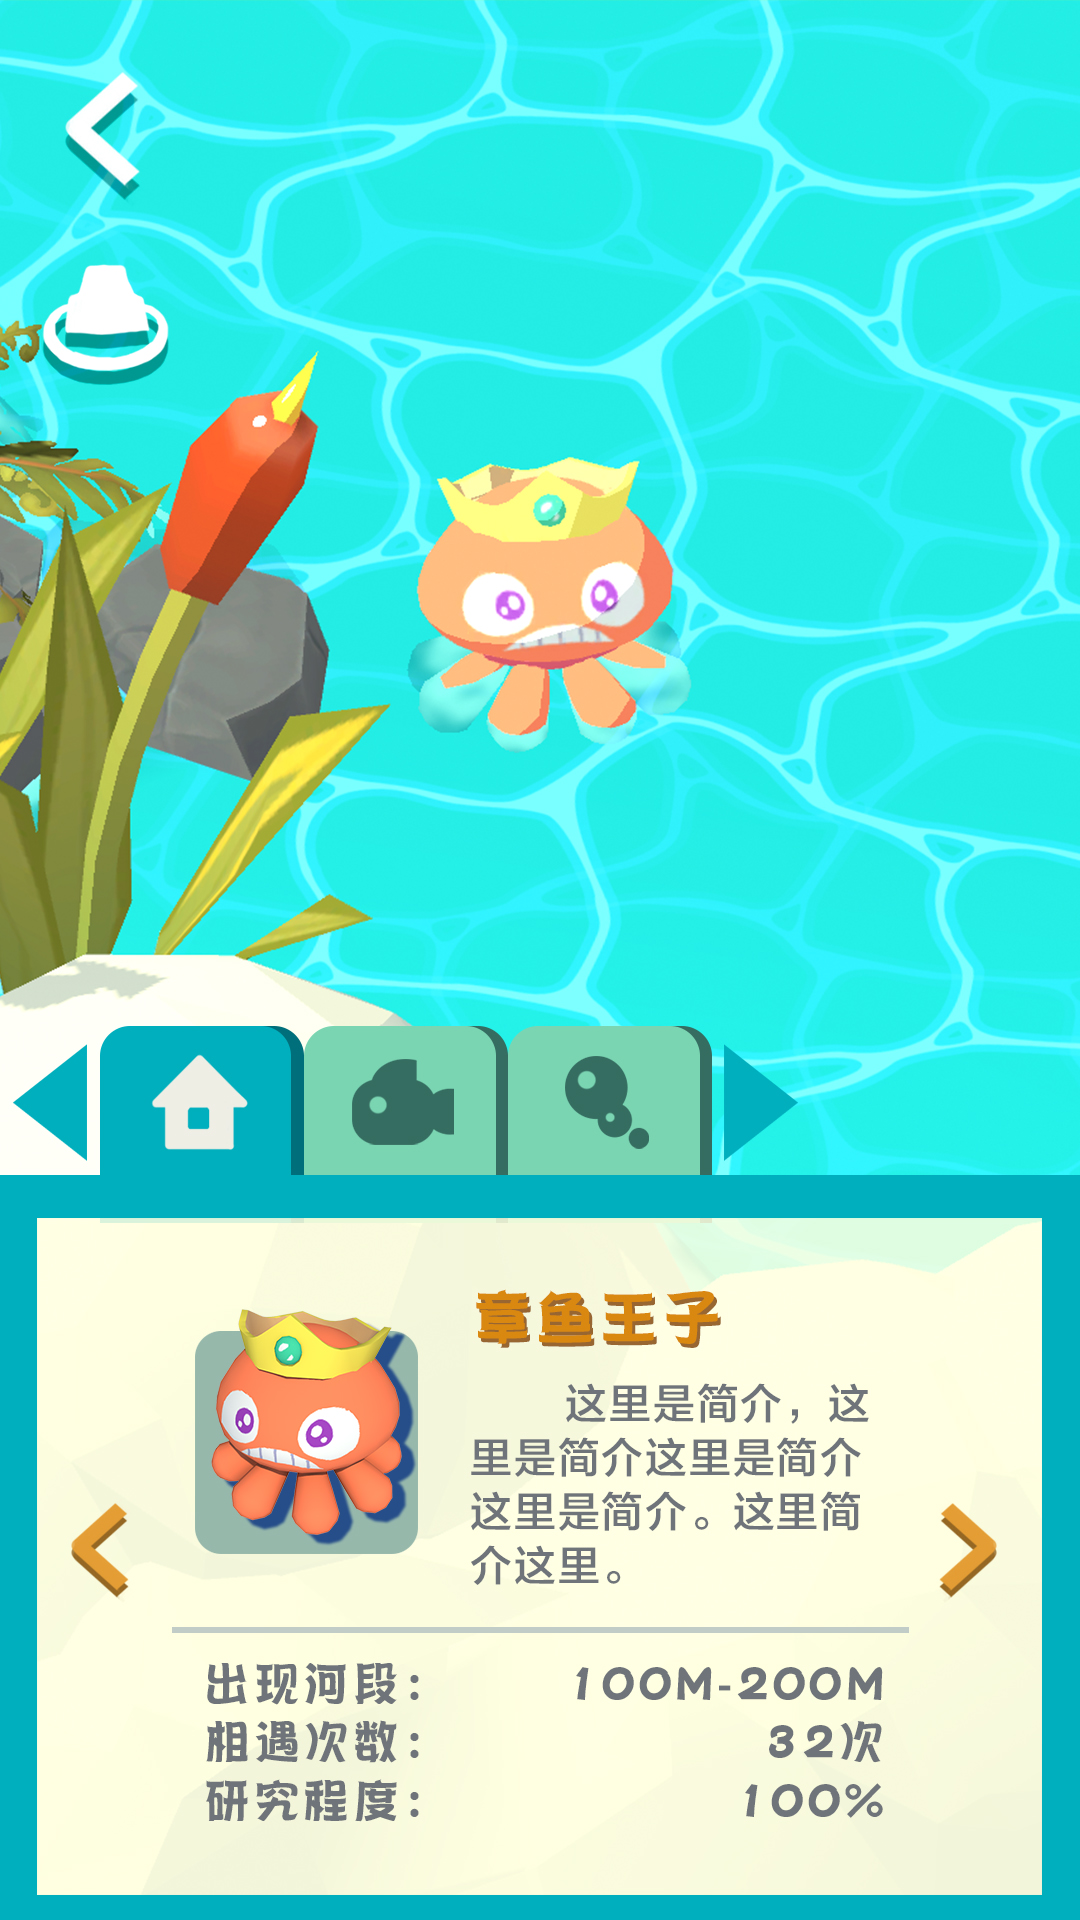 章鱼王子
这里是简介，这
里是简介这里是简介
这里是简介。这里简
介这里。
出现河段： 100M-200M
相遇次数： 32次
研究程度： 100%